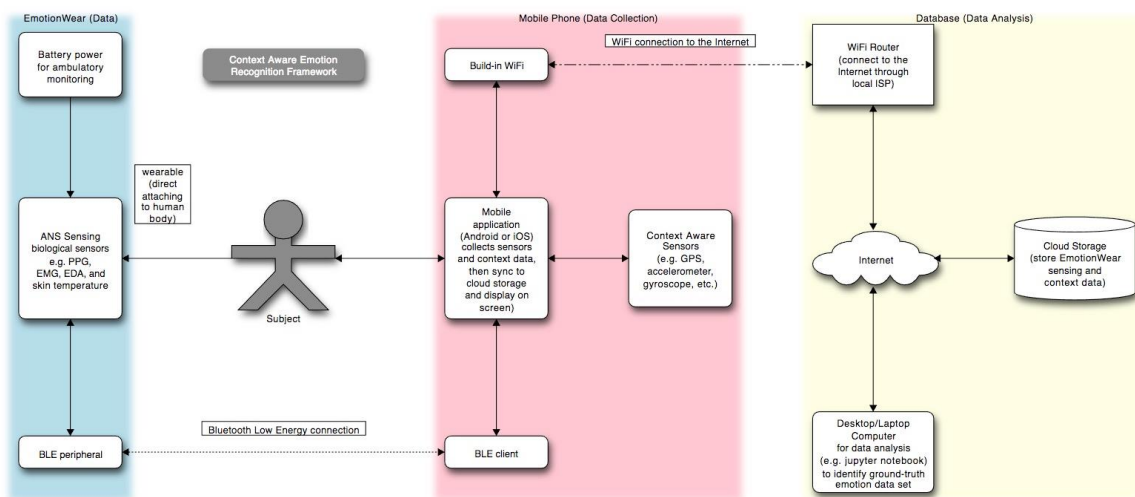 EmotionWear (Data)
Mobile Phone (Data Collection)
Database (Data Analysis)
Battery power
for ambulatory
monitoring
Context Aware Emotion
Recognition Framework
WiFi connection to the Internet
Build-in WiFi
WiFi Router
(connect to the
Internet through
local ISP)
wearable
(direct
attaching
to human
body)
ANS Sensing
biological sensors
e.g. PPG,
EMG, EDA, and
skin temperature
Subject
Mobile
application
(Android or iOS)
collects sensors
and context data,
then sync to
cloud storage
and display on
screen)
Context Aware
Sensors
(e.g. GPS,
accelerometer,
gyroscope, etc.)
Internet
Cloud Storage
(store EmotionWear
sensing and
context data)
Bluetooth Low Energy connection
BLE peripheral
BLE client
Desktop/Laptop
Computer
for data analysis
(e.g. jupyter notebook)
to identify ground-truth
emotion data set